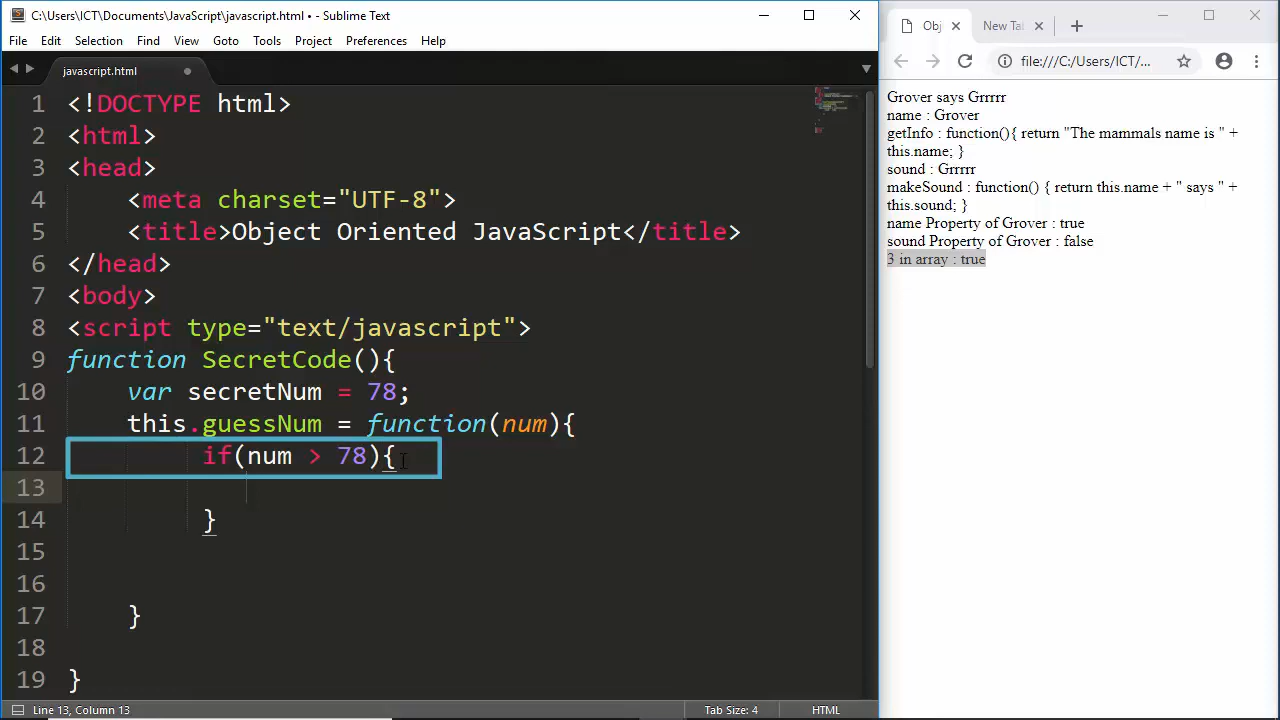 C:\Users\ICT\Documents\JavaScript\javascript.html • - Sublime Text
File Edit Selection Find View Goto Tools Project Preferences Help
javascript.html
1 <!DOCTYPE html>
2 <html>
3 <head>
4 <meta charset="UTF-8">
5 <title>Object Oriented JavaScript</title>
6 </head>
7 <body>
8 <script type="text/javascript">
9 function SecretCode(){
10 var secretNum = 78;
11 this.guessNum = function(num){
12 if(num > 78){
13
14 }
15
16
17 }
18
19 }
Line 13, Column 13 Tab Size: 4 HTML
Obj New Tal
file:///C:/Users/ICT/...
Grover says Grrrrr
name : Grover
getInfo : function(){ return "The mammals name is " +
this.name; }
sound : Grrrrr
makeSound : function() { return this.name + " says " +
this.sound; }
name Property of Grover : true
sound Property of Grover : false
3 in array : true